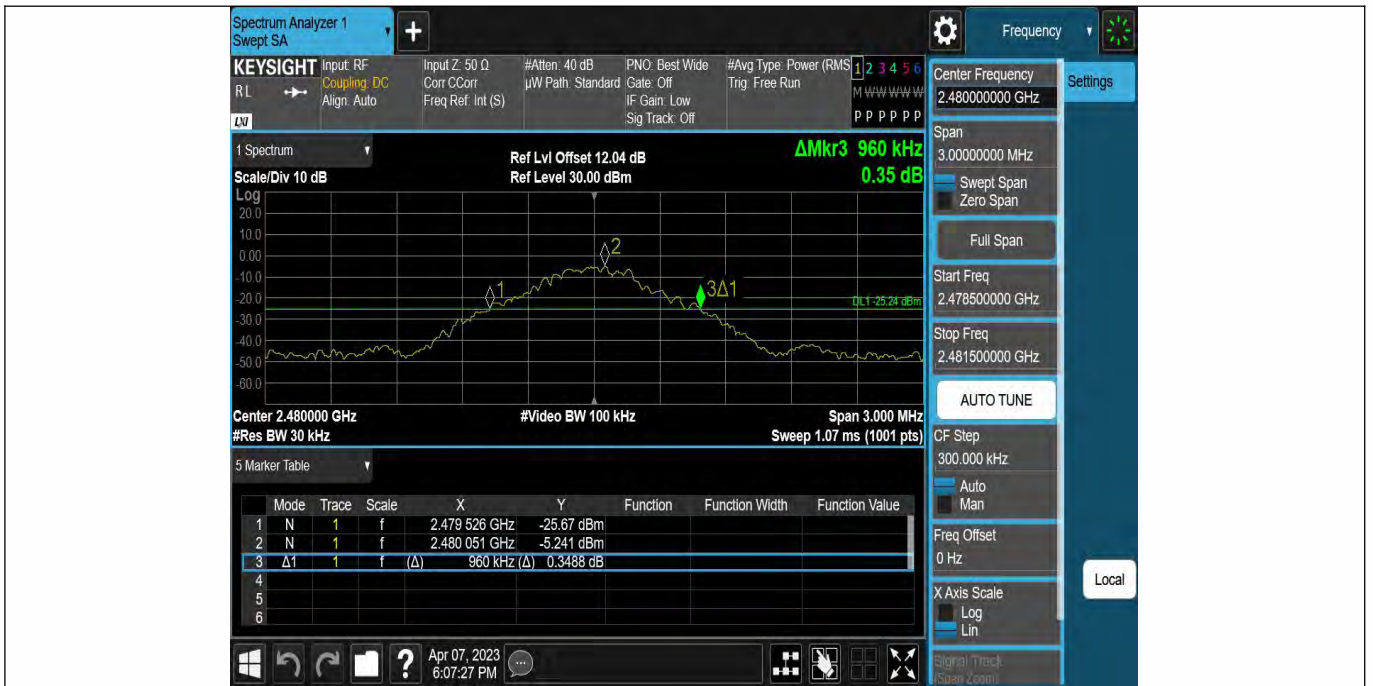 Spectrum Analyzer 1
Swept SA
+
Frequency
KEYSIGHT
RL
LXI
Input: RF
Coupling: DC
Align: Auto
Input Z: 50 Ω
Corr CCorr
Freq Ref: Int (S)
#Atten: 40 dB
µW Path: Standard
PNO: Best Wide
Gate: Off
IF Gain: Low
Sig Track: Off
#Avg Type: Power (RMS
Trig: Free Run
1 2 3 4 5 6
M W W W W W
P P P P P P
1 Spectrum
Scale/Div 10 dB
Ref Lvl Offset 12.04 dB
Ref Level 30.00 dBm
ΔMkr3 960 kHz
0.35 dB
Log
20.0
10.0
0.00
-10.0
-20.0
-30.0
-40.0
-50.0
-60.0
1
2
3Δ1
DL1 -25.24 dBm
Center 2.480000 GHz
#Video BW 100 kHz
Span 3.000 MHz
#Res BW 30 kHz
Sweep 1.07 ms (1001 pts)
5 Marker Table
Mode Trace Scale X Y Function Function Width Function Value
1 N 1 f 2.479 526 GHz -25.67 dBm
2 N 1 f 2.480 051 GHz -5.241 dBm
3 Δ1 1 f (Δ) 960 kHz (Δ) 0.3488 dB
4
5
6
Center Frequency
2.480000000 GHz
Settings
Span
3.00000000 MHz
Swept Span
Zero Span
Full Span
Start Freq
2.478500000 GHz
Stop Freq
2.481500000 GHz
AUTO TUNE
CF Step
300.000 kHz
Auto
Man
Freq Offset
0 Hz
X Axis Scale
Log
Lin
Signal Track
(Span Zoom)
Local
?
Apr 07, 2023
6:07:27 PM